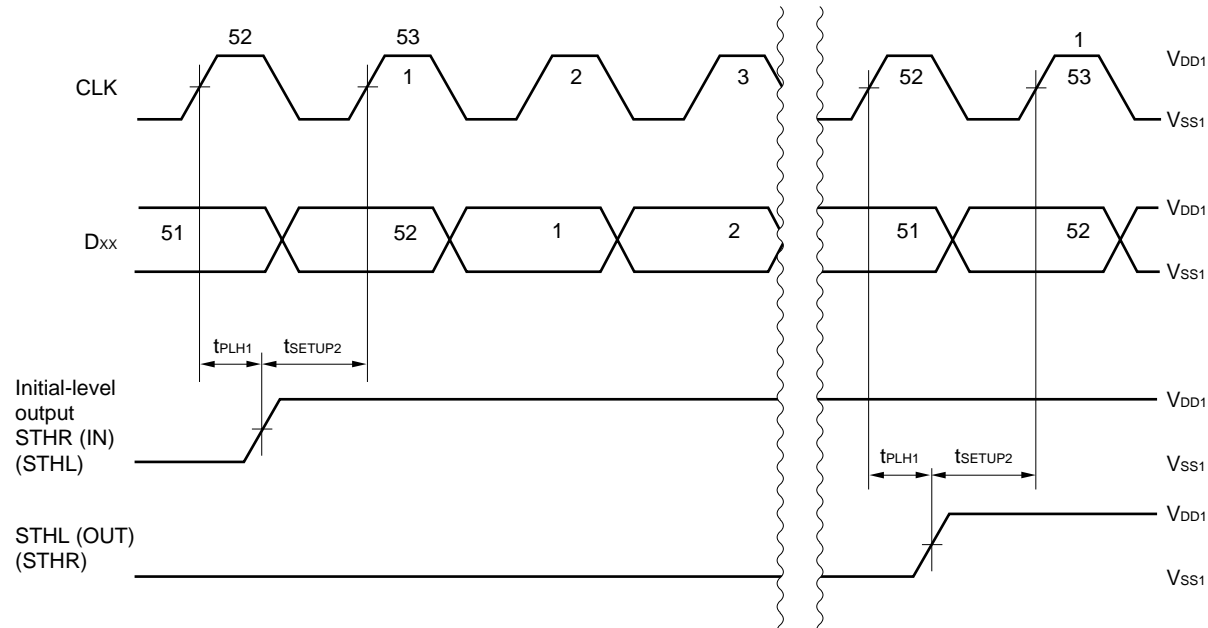 52 53 1
CLK 1 2 3 52 53 VDD1
VSS1
DXX 51 52 1 2 51 52 VDD1
VSS1
tPLH1 tSETUP2
Initial-level
output
STHR (IN)
(STHL)
VDD1
VSS1
tPLH1 tSETUP2
STHL (OUT)
(STHR)
VDD1
VSS1